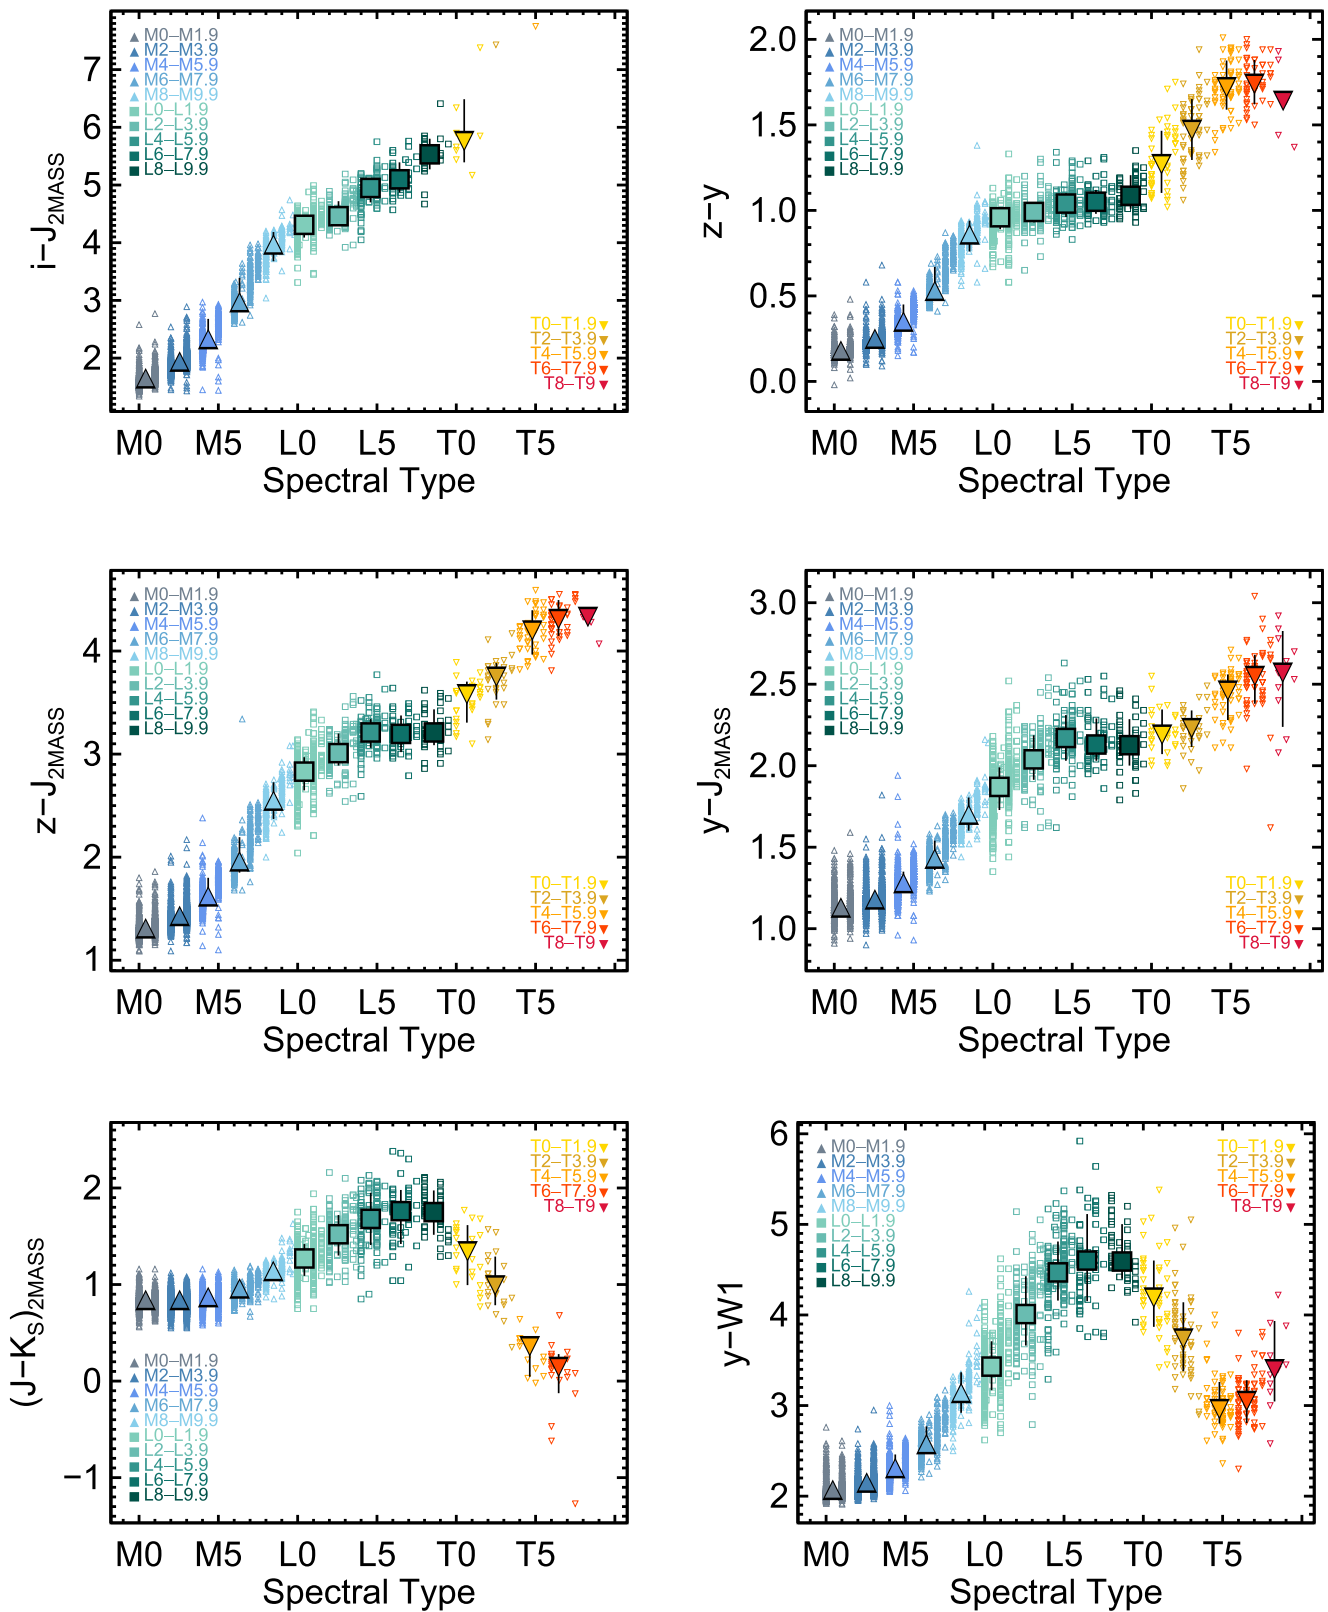 i−J2MASS
7
6
5
4
3
2
M0−M1.9
M2−M3.9
M4−M5.9
M6−M7.9
M8−M9.9
L0−L1.9
L2−L3.9
L4−L5.9
L6−L7.9
L8−L9.9
T0−T1.9
T2−T3.9
T4−T5.9
T6−T7.9
T8−T9
M0 M5 L0 L5 T0 T5
Spectral Type
z−y
2.0
1.5
1.0
0.5
0.0
M0−M1.9
M2−M3.9
M4−M5.9
M6−M7.9
M8−M9.9
L0−L1.9
L2−L3.9
L4−L5.9
L6−L7.9
L8−L9.9
T0−T1.9
T2−T3.9
T4−T5.9
T6−T7.9
T8−T9
M0 M5 L0 L5 T0 T5
Spectral Type
z−J2MASS
4
3
2
1
M0−M1.9
M2−M3.9
M4−M5.9
M6−M7.9
M8−M9.9
L0−L1.9
L2−L3.9
L4−L5.9
L6−L7.9
L8−L9.9
T0−T1.9
T2−T3.9
T4−T5.9
T6−T7.9
T8−T9
M0 M5 L0 L5 T0 T5
Spectral Type
y−J2MASS
3.0
2.5
2.0
1.5
1.0
M0−M1.9
M2−M3.9
M4−M5.9
M6−M7.9
M8−M9.9
L0−L1.9
L2−L3.9
L4−L5.9
L6−L7.9
L8−L9.9
T0−T1.9
T2−T3.9
T4−T5.9
T6−T7.9
T8−T9
M0 M5 L0 L5 T0 T5
Spectral Type
(J−KS)2MASS
2
1
0
−1
T0−T1.9
T2−T3.9
T4−T5.9
T6−T7.9
T8−T9
M0−M1.9
M2−M3.9
M4−M5.9
M6−M7.9
M8−M9.9
L0−L1.9
L2−L3.9
L4−L5.9
L6−L7.9
L8−L9.9
M0 M5 L0 L5 T0 T5
Spectral Type
y−W1
6
5
4
3
2
M0−M1.9
M2−M3.9
M4−M5.9
M6−M7.9
M8−M9.9
L0−L1.9
L2−L3.9
L4−L5.9
L6−L7.9
L8−L9.9
T0−T1.9
T2−T3.9
T4−T5.9
T6−T7.9
T8−T9
M0 M5 L0 L5 T0 T5
Spectral Type